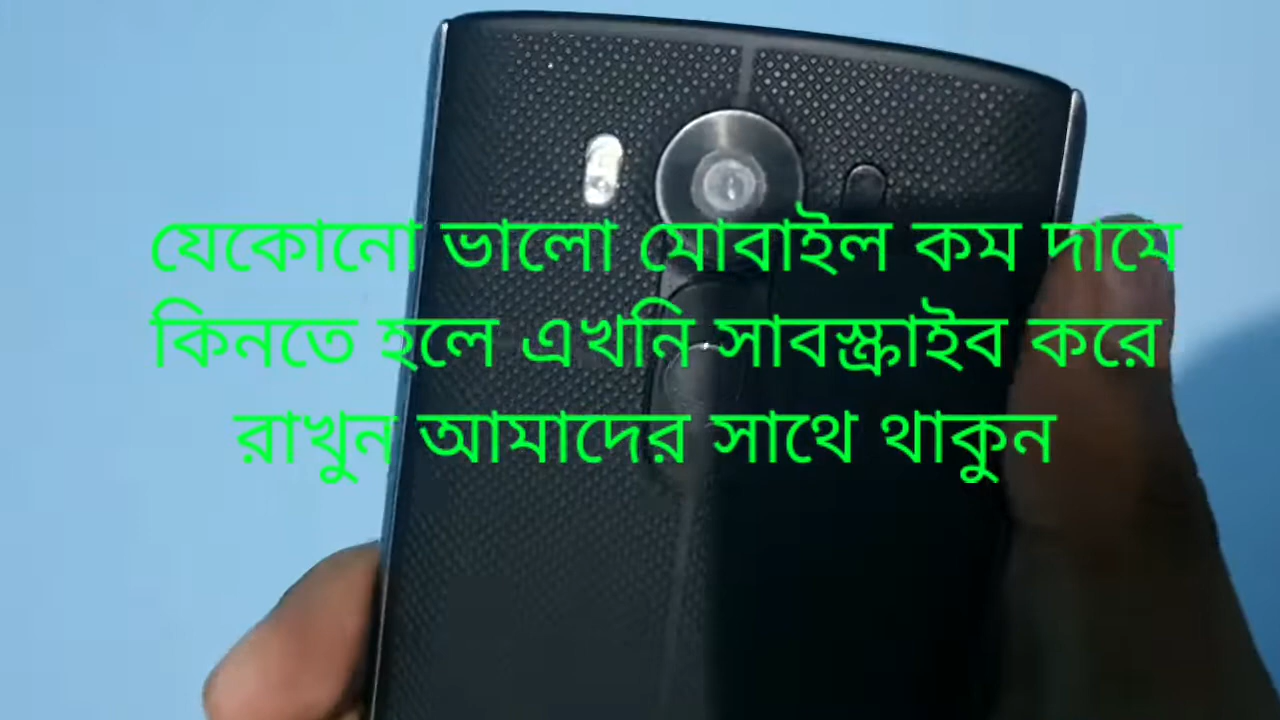 যেকোনো ভালো মোবাইল কম দামে
কিনতে হলে এখনি সাবস্ক্রাইব করে
রাখুন আমাদের সাথে থাকুন